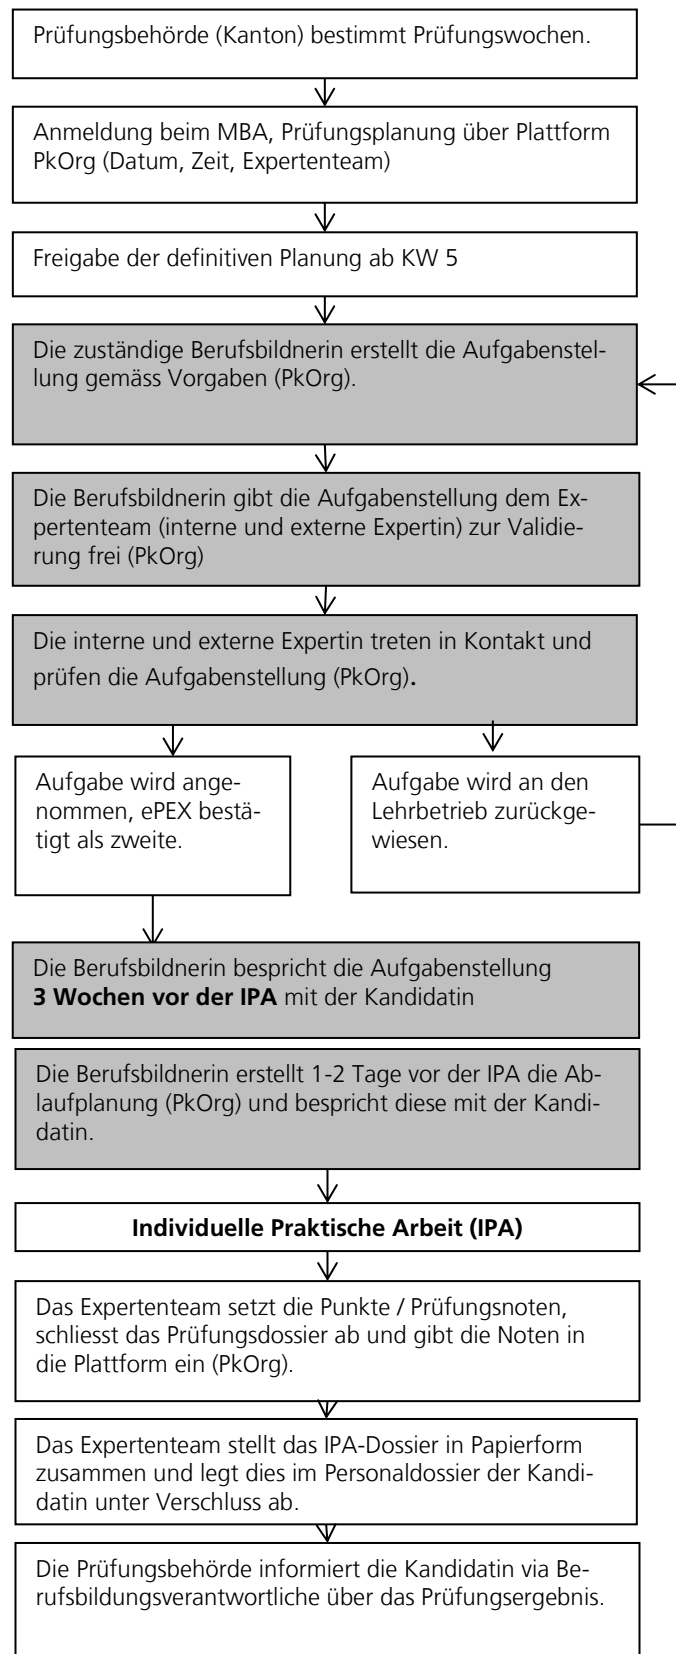 Prüfungsbehörde (Kanton) bestimmt Prüfungswochen.
Anmeldung beim MBA, Prüfungsplanung über Plattform
PkOrg (Datum, Zeit, Expertenteam)
Freigabe der definitiven Planung ab KW 5
Die zuständige Berufsbildnerin erstellt die Aufgabenstel-
lung gemäss Vorgaben (PkOrg).
Die Berufsbildnerin gibt die Aufgabenstellung dem Ex-
pertenteam (interne und externe Expertin) zur Validie-
rung frei (PkOrg)
Die interne und externe Expertin treten in Kontakt und
prüfen die Aufgabenstellung (PkOrg).
Aufgabe wird ange-
nommen, ePEX bestä-
tigt als zweite.
Aufgabe wird an den
Lehrbetrieb zurückge-
wiesen.
Die Berufsbildnerin bespricht die Aufgabenstellung
3 Wochen vor der IPA mit der Kandidatin
Die Berufsbildnerin erstellt 1-2 Tage vor der IPA die Ab-
laufplanung (PkOrg) und bespricht diese mit der Kandi-
datin.
Individuelle Praktische Arbeit (IPA)
Das Expertenteam setzt die Punkte / Prüfungsnoten,
schliesst das Prüfungsdossier ab und gibt die Noten in
die Plattform ein (PkOrg).
Das Expertenteam stellt das IPA-Dossier in Papierform
zusammen und legt dies im Personaldossier der Kandi-
datin unter Verschluss ab.
Die Prüfungsbehörde informiert die Kandidatin via Be-
rufsbildungsverantwortliche über das Prüfungsergebnis.